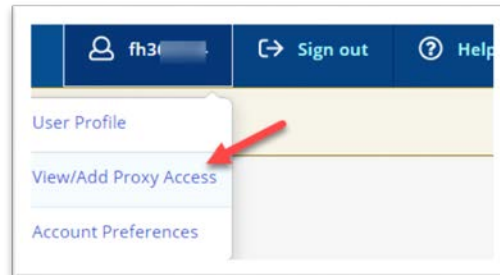 fh3 Sign out Help
User Profile
View/Add Proxy Access
Account Preferences